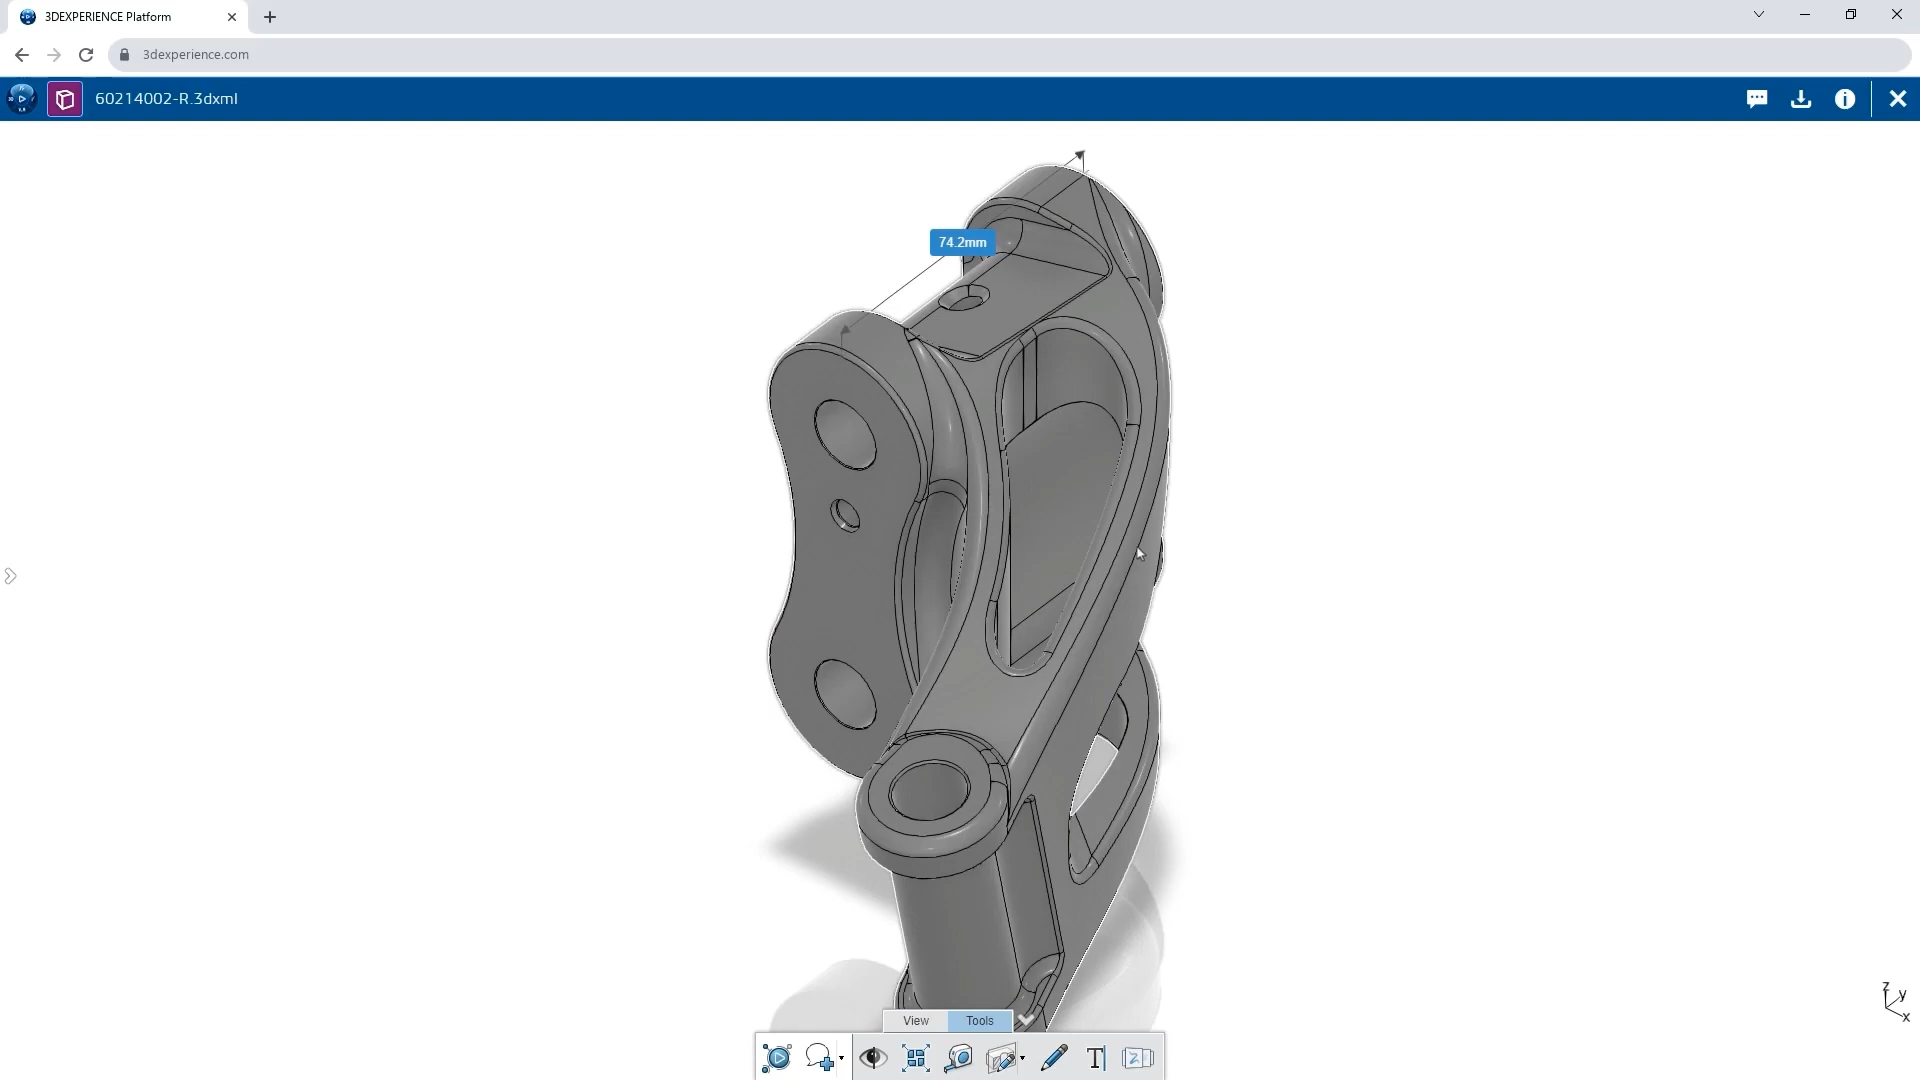 3DEXPERIENCE Platform
3dexperience.com
60214002-R.3dxml
74.2mm
z
y
x
View
Tools